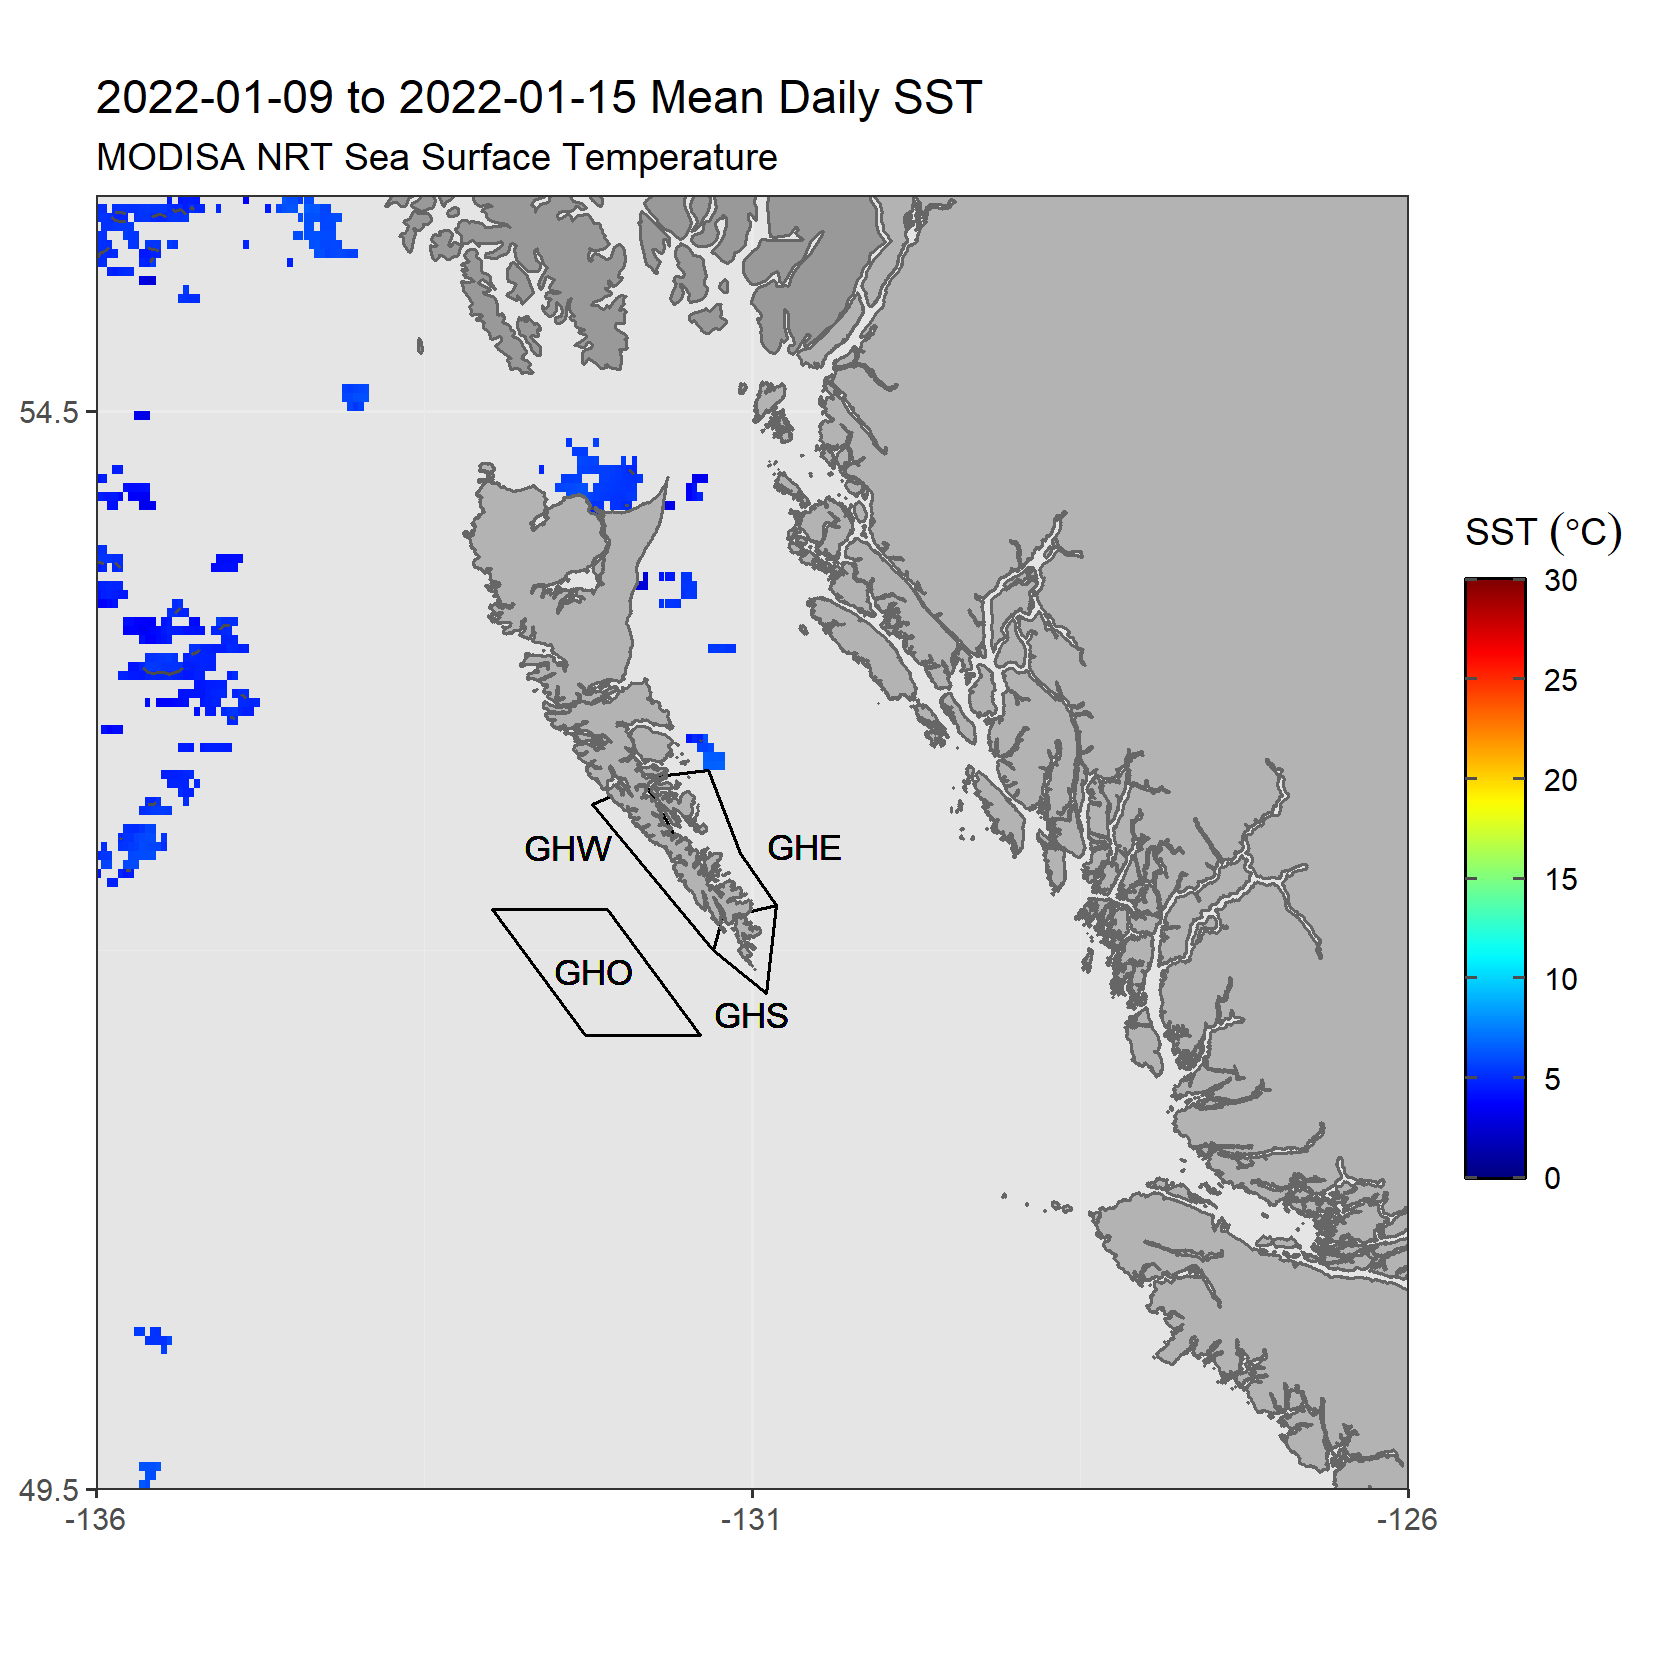 2022-01-09 to 2022-01-15 Mean Daily SST
MODISA NRT Sea Surface Temperature
54.5
49.5
-136
-131
-126
GHW
GHE
GHO
GHS
SST (°C)
30
25
20
15
10
5
0